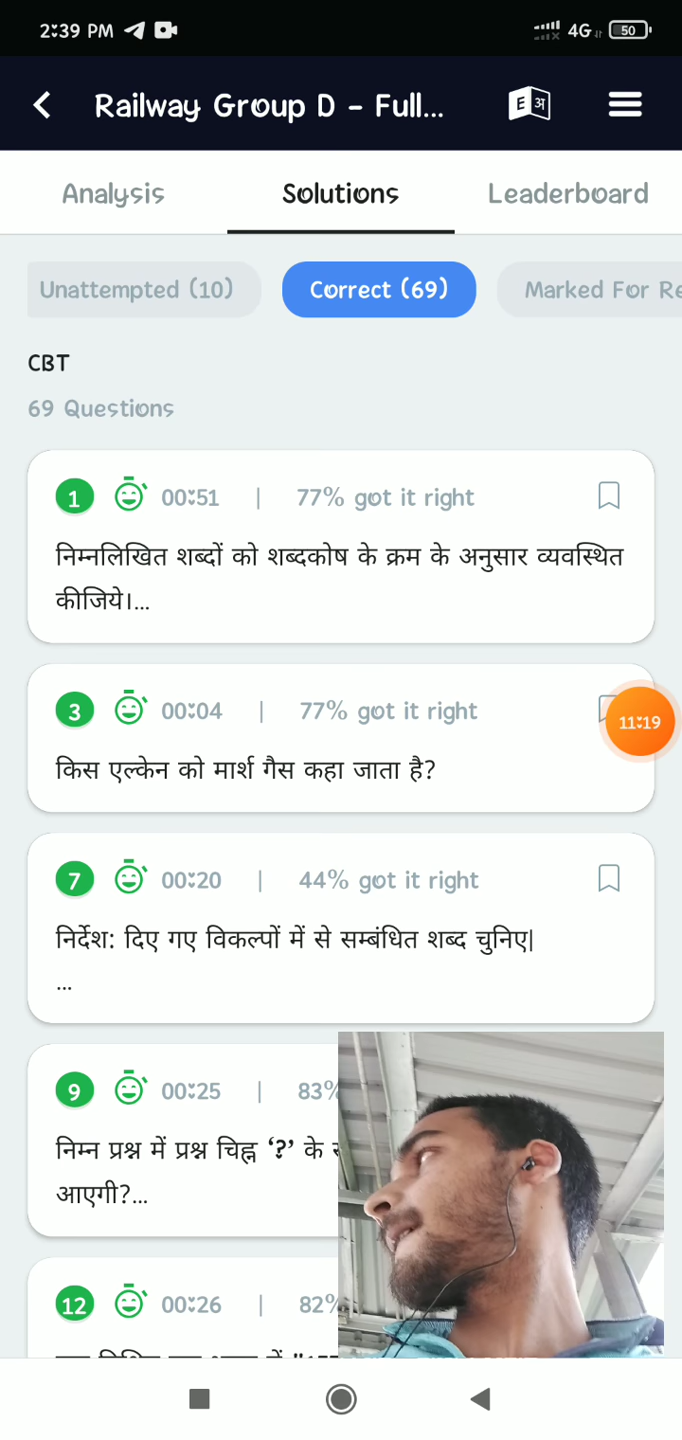 2:39 PM 4G 50
Railway Group D - Full... E अ
Analysis Solutions Leaderboard
Unattempted (10) Correct (69) Marked For Re
CBT
69 Questions
1 00:51 | 77% got it right
निम्नलिखित शब्दों को शब्दकोष के क्रम के अनुसार व्यवस्थित
कीजिये।...
3 00:04 | 77% got it right
11:19
किस एल्केन को मार्श गैस कहा जाता है?
7 00:20 | 44% got it right
निर्देश: दिए गए विकल्पों में से सम्बंधित शब्द चुनिए|
...
9 00:25 | 83%
निम्न प्रश्न में प्रश्न चिह्न ‘?’ के
आएगी?...
12 00:26 | 82%